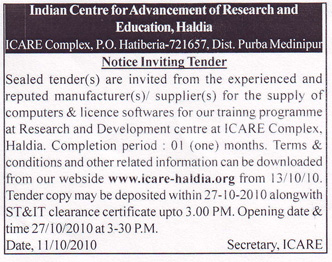 Indian Centre for Advancement of Research and
Education, Haldia
ICARE Complex, P.O. Hatiberia-721657, Dist. Purba Medinipur
Notice Inviting Tender
Sealed tender(s) are invited from the experienced and
reputed manufacturer(s)/ supplier(s) for the supply of
computers & licence softwares for our traning programme
at Research and Development centre at ICARE Complex,
Haldia. Completion period : 01 (one) months. Terms &
conditions and other related information can be downloaded
from our website www.icare-haldia.org from 13/10/10.
Tender copy may be deposited within 27-10-2010 alongwith
ST&IT clearance certificate upto 3.00 PM. Opening date &
time 27/10/2010 at 3-30 P.M.
Date, 11/10/2010 Secretary, ICARE